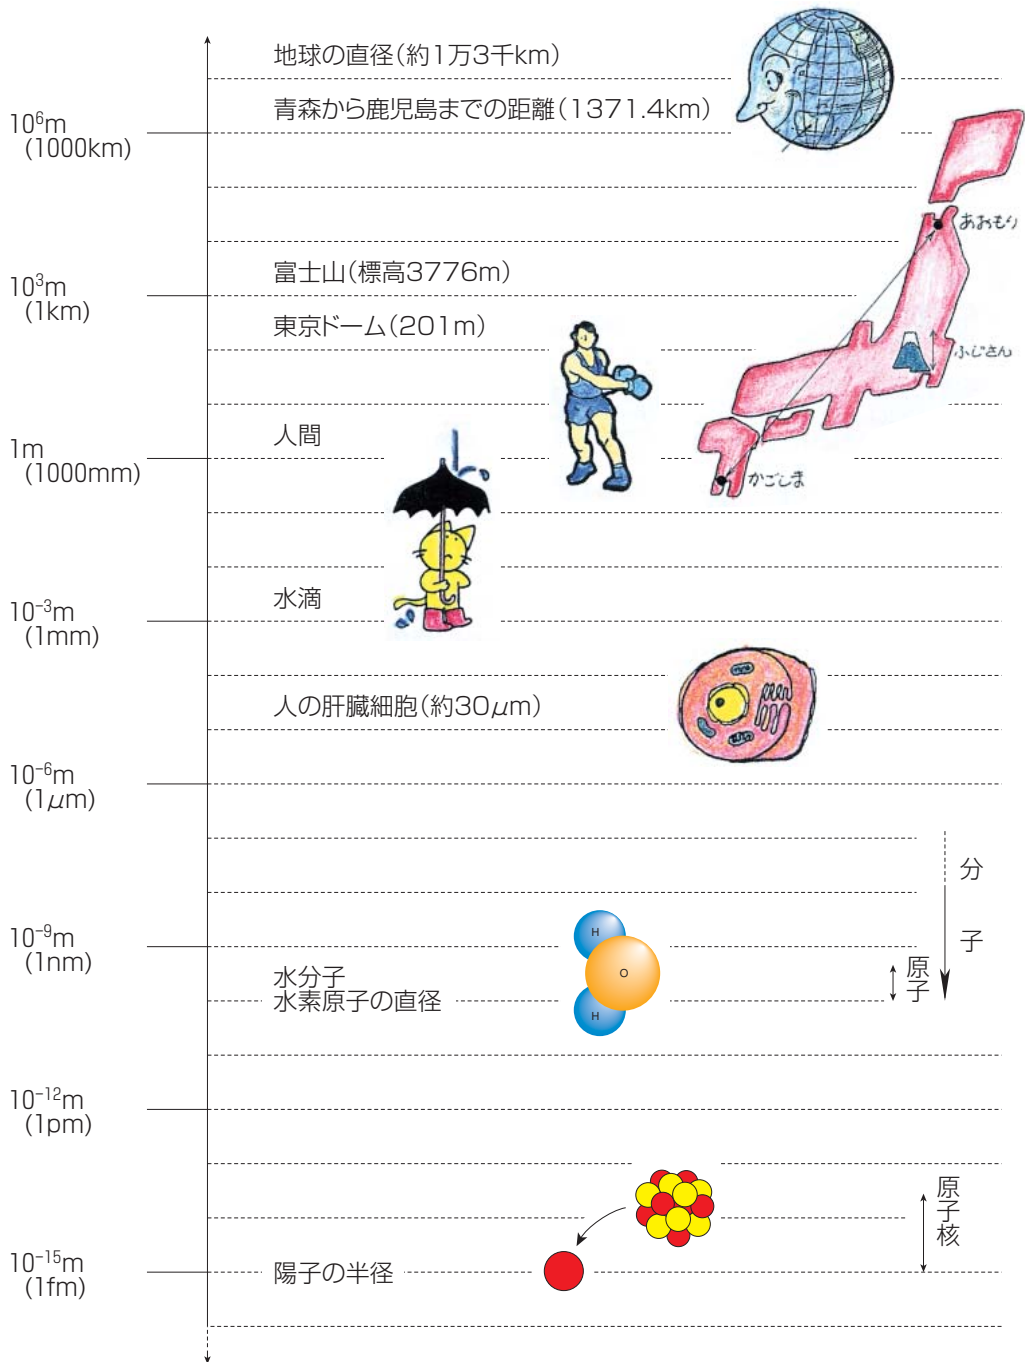 地球の直径(約1万3千km)
青森から鹿児島までの距離(1371.4km)
10⁶m
(1000km)
あおもり
富士山(標高3776m)
10³m
(1km)
東京ドーム(201m)
ふじさん
人間
1m
(1000mm)
かごしま
水滴
10⁻³m
(1mm)
人の肝臓細胞(約30μm)
10⁻⁶m
(1μm)
分子
10⁻⁹m
(1nm)
H
O
H
原子
水分子
水素原子の直径
10⁻¹²m
(1pm)
原子核
10⁻¹⁵m
(1fm)
陽子の半径